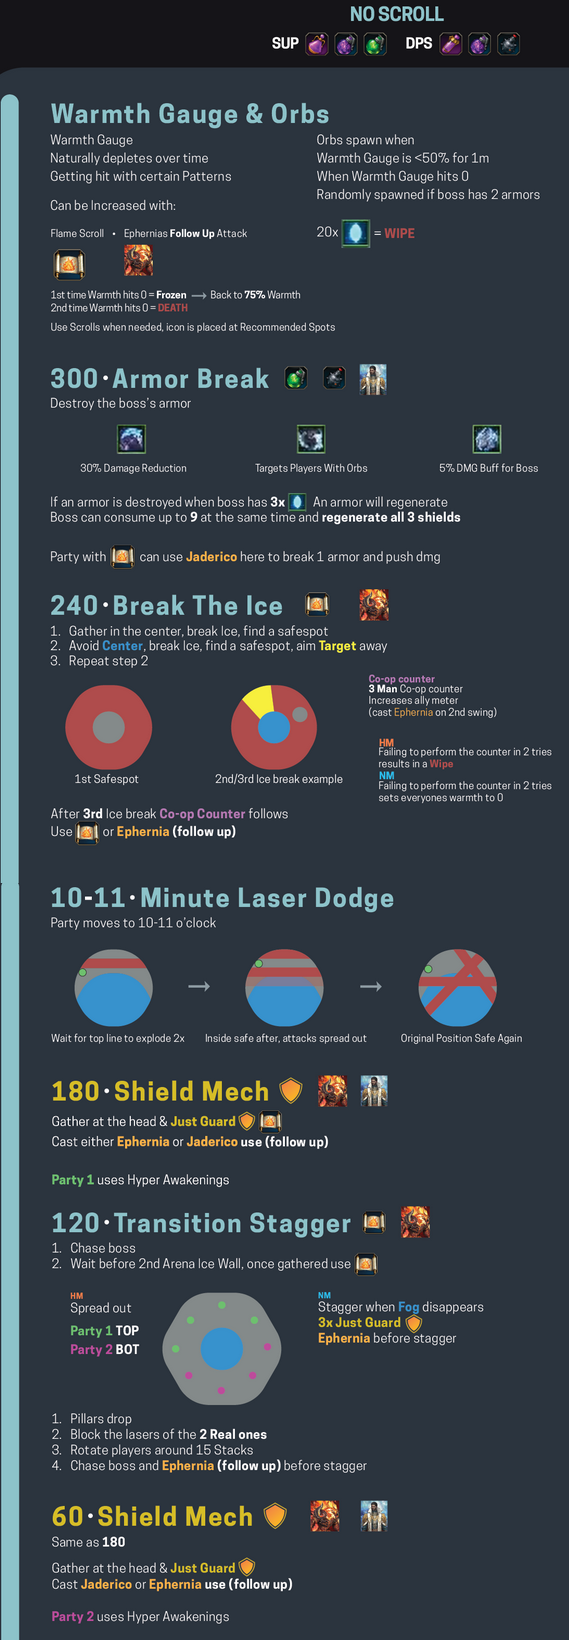 NO SCROLL
SUP DPS
Warmth Gauge & Orbs
Warmth Gauge
Naturally depletes over time
Getting hit with certain Patterns
Can be Increased with:
Flame Scroll • Ephernias Follow Up Attack
Orbs spawn when
Warmth Gauge is <50% for 1m
When Warmth Gauge hits 0
Randomly spawned if boss has 2 armors
20x = WIPE
1st time Warmth hits 0 = Frozen → Back to 75% Warmth
2nd time Warmth hits 0 = DEATH
Use Scrolls when needed, icon is placed at Recommended Spots
300 · Armor Break
Destroy the boss's armor
30% Damage Reduction
Targets Players With Orbs
5% DMG Buff for Boss
If an armor is destroyed when boss has 3x An armor will regenerate
Boss can consume up to 9 at the same time and regenerate all 3 shields
Party with can use Jaderico here to break 1 armor and push dmg
240 · Break The Ice
1. Gather in the center, break Ice, find a safespot
2. Avoid Center, break Ice, find a safespot, aim Target away
3. Repeat step 2
1st Safespot
2nd/3rd Ice break example
Co-op counter
3 Man Co-op counter
Increases ally meter
(cast Ephernia on 2nd swing)
HM
Failing to perform the counter in 2 tries
results in a Wipe
NM
Failing to perform the counter in 2 tries
sets everyones warmth to 0
After 3rd Ice break Co-op Counter follows
Use or Ephernia (follow up)
10-11 · Minute Laser Dodge
Party moves to 10-11 o'clock
Wait for top line to explode 2x
Inside safe after, attacks spread out
Original Position Safe Again
180 · Shield Mech
Gather at the head & Just Guard
Cast either Ephernia or Jaderico use (follow up)
Party 1 uses Hyper Awakenings
120 · Transition Stagger
1. Chase boss
2. Wait before 2nd Arena Ice Wall, once gathered use
HM
Spread out
Party 1 TOP
Party 2 BOT
NM
Stagger when Fog disappears
3x Just Guard
Ephernia before stagger
1. Pillars drop
2. Block the lasers of the 2 Real ones
3. Rotate players around 15 Stacks
4. Chase boss and Ephernia (follow up) before stagger
60 · Shield Mech
Same as 180
Gather at the head & Just Guard
Cast Jaderico or Ephernia use (follow up)
Party 2 uses Hyper Awakenings